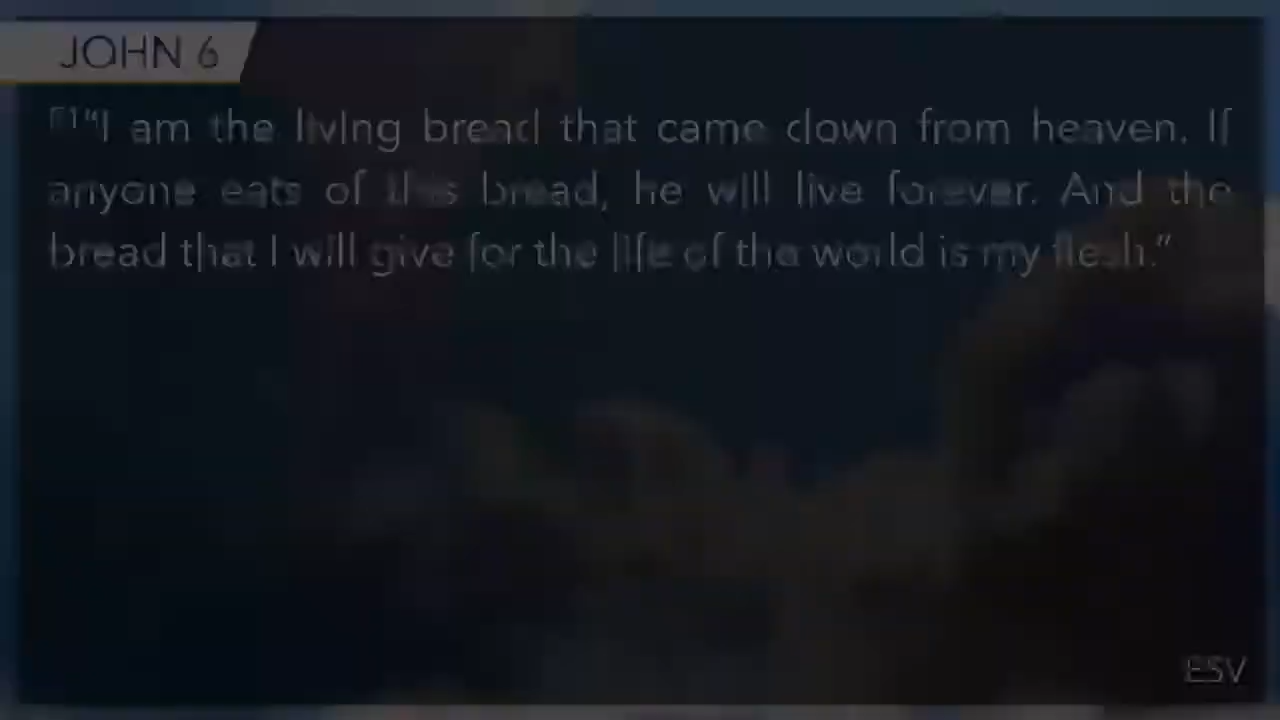 JOHN 6
51"I am the living bread that came down from heaven. If
anyone eats of this bread, he will live forever. And the
bread that I will give for the life of the world is my flesh."
ESV